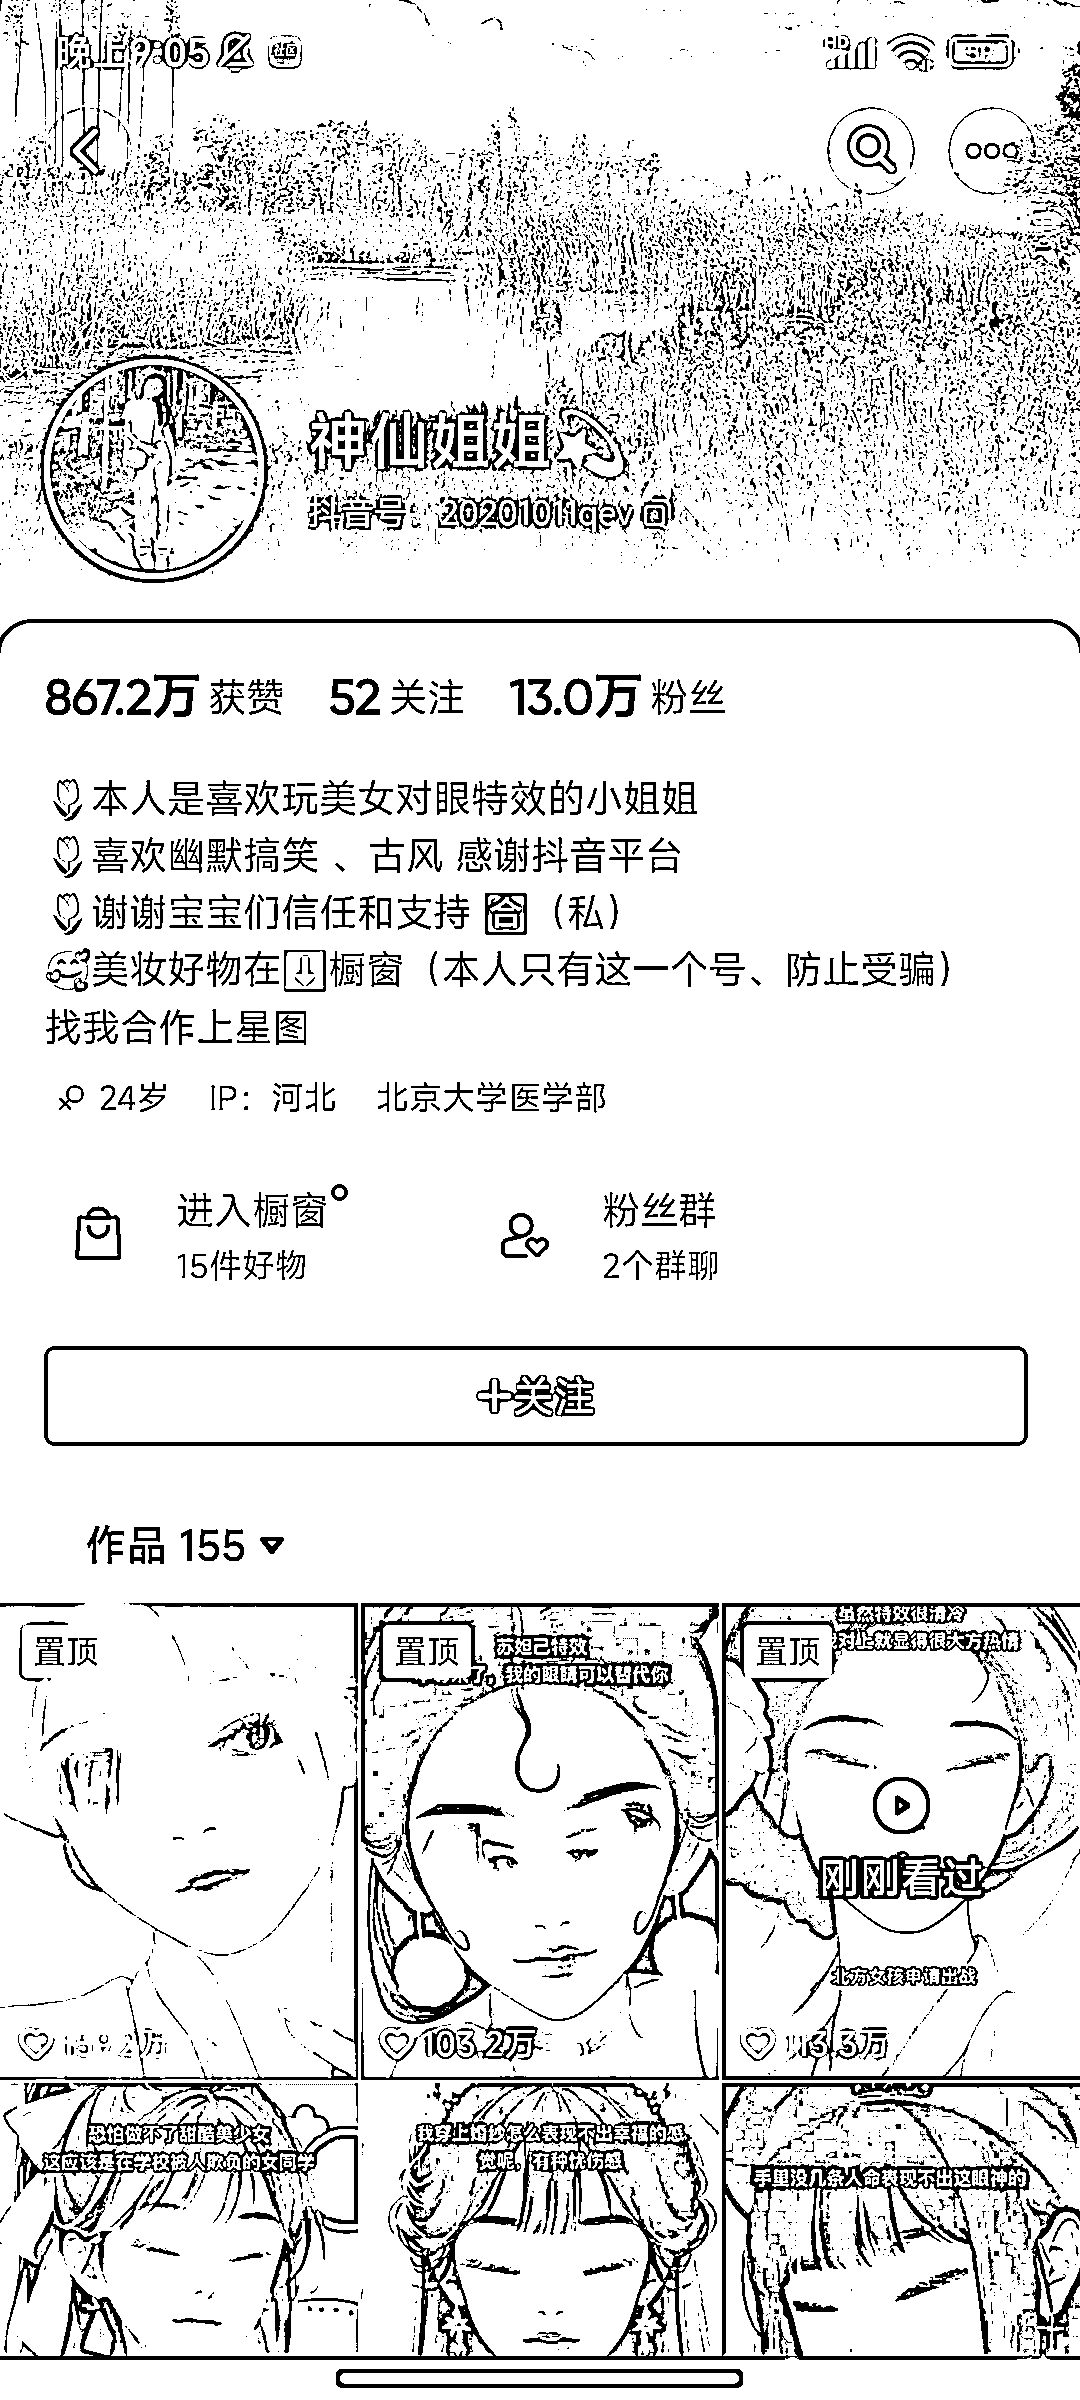 晚上9:05
神仙姐姐
抖音号：20201011qev
867.2万 获赞 52 关注 13.0万 粉丝
本人是喜欢玩美女对眼特效的小姐姐
喜欢幽默搞笑 、古风 感谢抖音平台
谢谢宝宝们信任和支持 （私）
美妆好物在橱窗（本人只有这一个号、防止受骗）
找我合作上星图
24岁 IP：河北 北京大学医学部
进入橱窗 粉丝群
15件好物 2个群聊
+关注
作品 155
置顶 置顶 置顶
苏妲己特效
了，我的眼睛可以替代你
虽然特效很清冷
对上就显得很大方热情
刚刚看过
北方女孩申请出战
103.2万 113.3万
恐怕做不了甜酷美少女
这应该是在学校被人欺负的女同学
我穿上婚纱怎么表现不出幸福的感
觉呢，有种忧伤感
手里没几条人命表现不出这眼神的